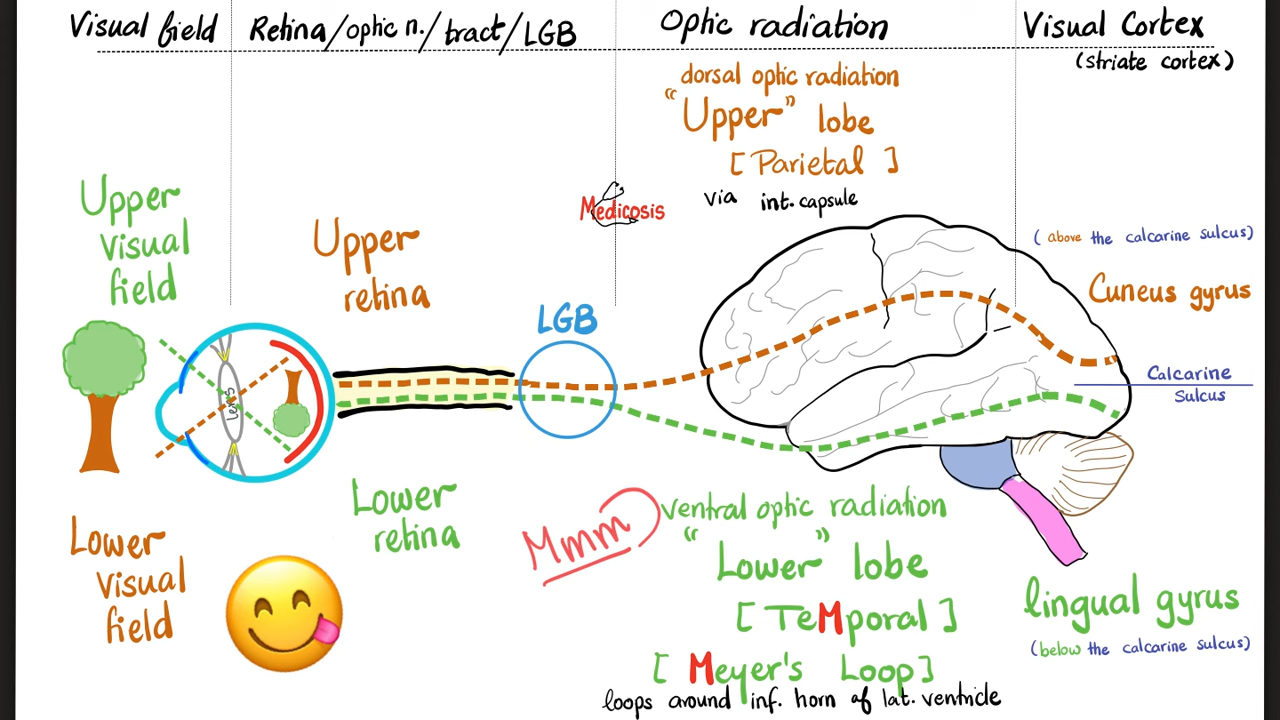 Visual field
Retina/optic n./tract/LGB
Optic radiation
Visual Cortex
(striate cortex)
dorsal optic radiation
"Upper" lobe
[Parietal]
via int. capsule
Medicosis
Upper
visual
field
Upper
retina
LGB
(above the calcarine sulcus)
Cuneus gyrus
Calcarine
Sulcus
Lens
Lower
retina
Lower
visual
field
Mmm
ventral optic radiation
"Lower" lobe
[TeMporal]
[Meyer's Loop]
loops around inf. horn of lat. ventricle
lingual gyrus
(below the calcarine sulcus)